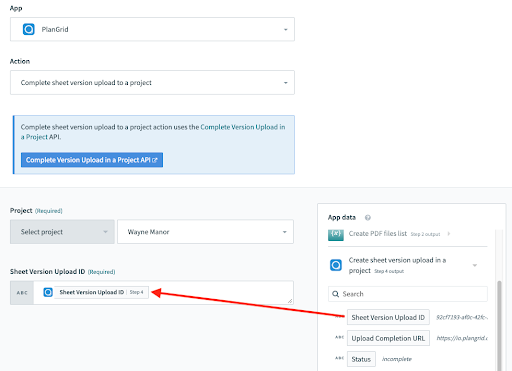 App
PlanGrid
Action
Complete sheet version upload to a project
Complete sheet version upload to a project action uses the Complete Version Upload in
a Project API.
Complete Version Upload in a Project API
Project (Required)
Select project
Wayne Manor
Sheet Version Upload ID (Required)
ABC
Sheet Version Upload ID Step 4
App data
Create PDF files list Step 2 output
Create sheet version upload in a
project Step 4 output
Search
Sheet Version Upload ID 92cf7193-af0c-42fc-
ABC Upload Completion URL https://io.plangrid.c
ABC Status incomplete